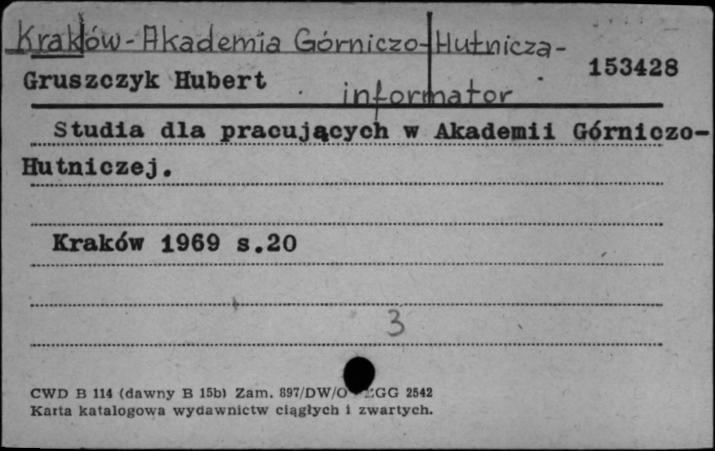 Kraków-Akademia Górniczo-Hutnicza-
Gruszczyk Hubert
153428
informator
Studia dla pracujących w Akademii Górniczo-
Hutniczej.
Kraków 1969 s.20
3
CWD B 114 (dawny B 15b) Zam. 897/DW/O GG 2542
Karta katalogowa wydawnictw ciągłych i zwartych.